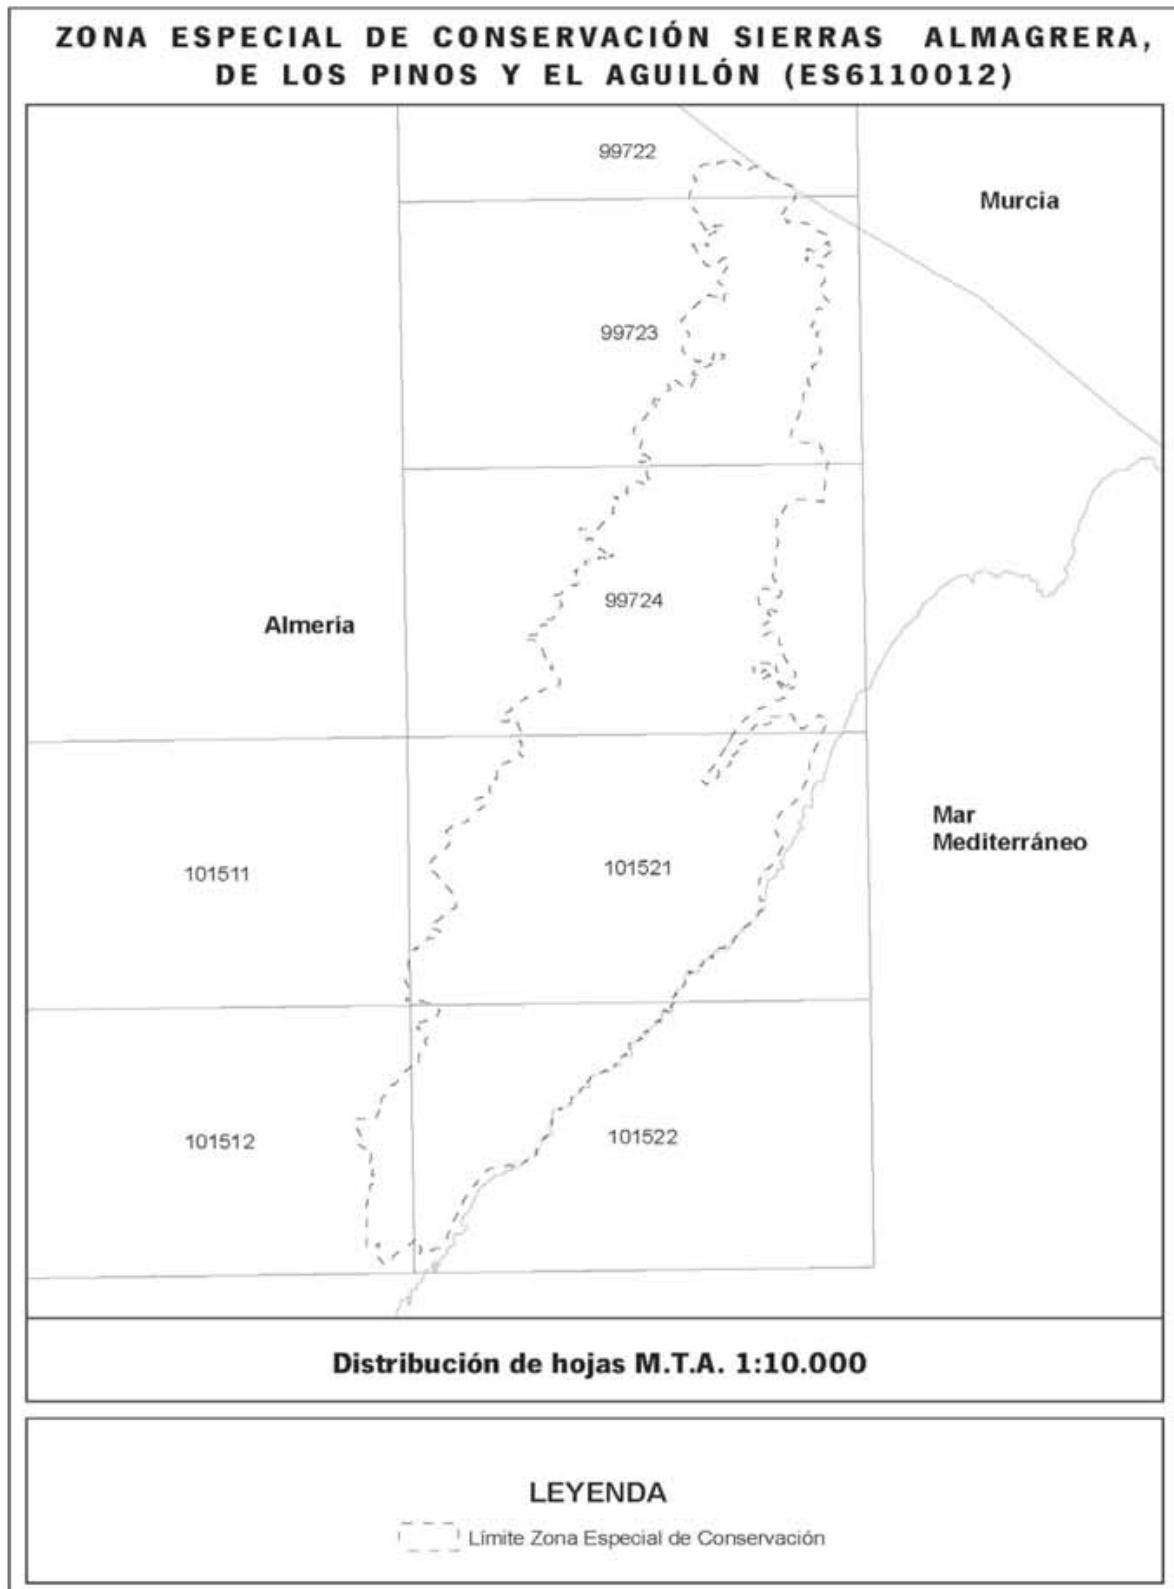 ZONA ESPECIAL DE CONSERVACIÓN SIERRAS ALMAGRERA,
DE LOS PINOS Y EL AGUILÓN (ES6110012)
99722
Murcia
99723
99724
Almería
Mar
Mediterráneo
101511
101521
101512
101522
Distribución de hojas M.T.A. 1:10.000
LEYENDA
Límite Zona Especial de Conservación